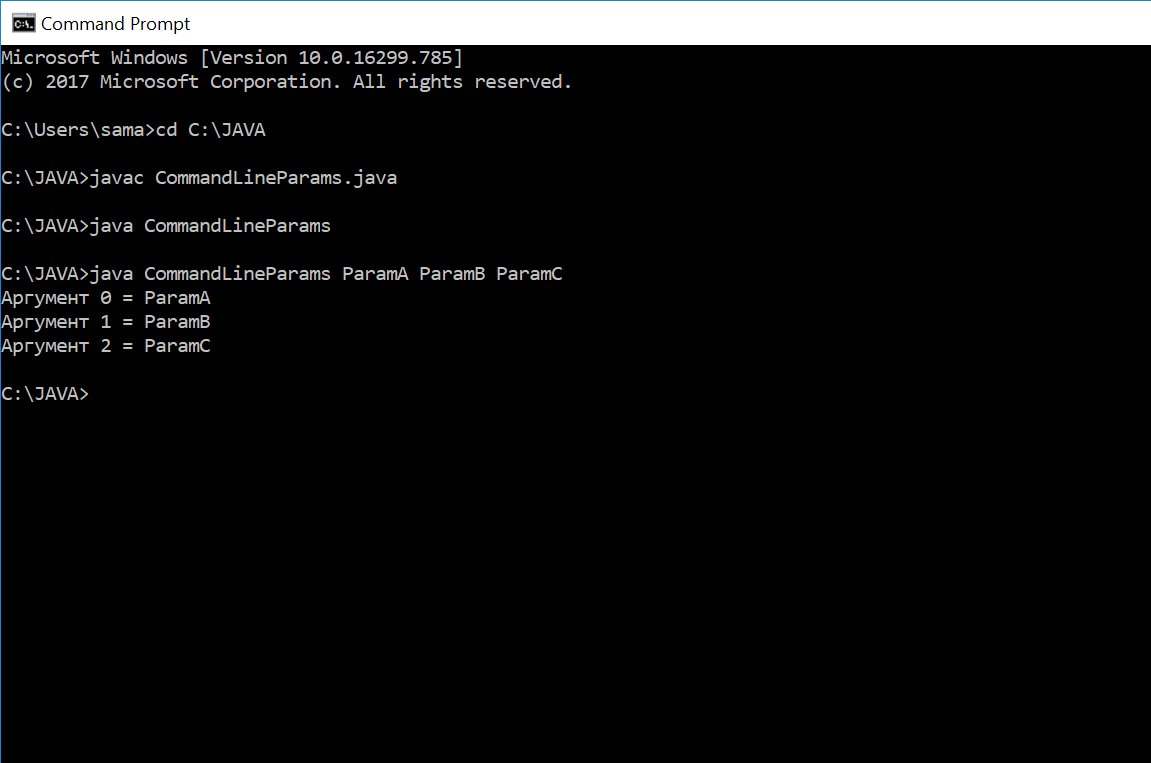 Command Prompt
Microsoft Windows [Version 10.0.16299.785]
(c) 2017 Microsoft Corporation. All rights reserved.
C:\Users\sama>cd C:\JAVA
C:\JAVA>javac CommandLineParams.java
C:\JAVA>java CommandLineParams
C:\JAVA>java CommandLineParams ParamA ParamB ParamC
Аргумент 0 = ParamA
Аргумент 1 = ParamB
Аргумент 2 = ParamC
C:\JAVA>